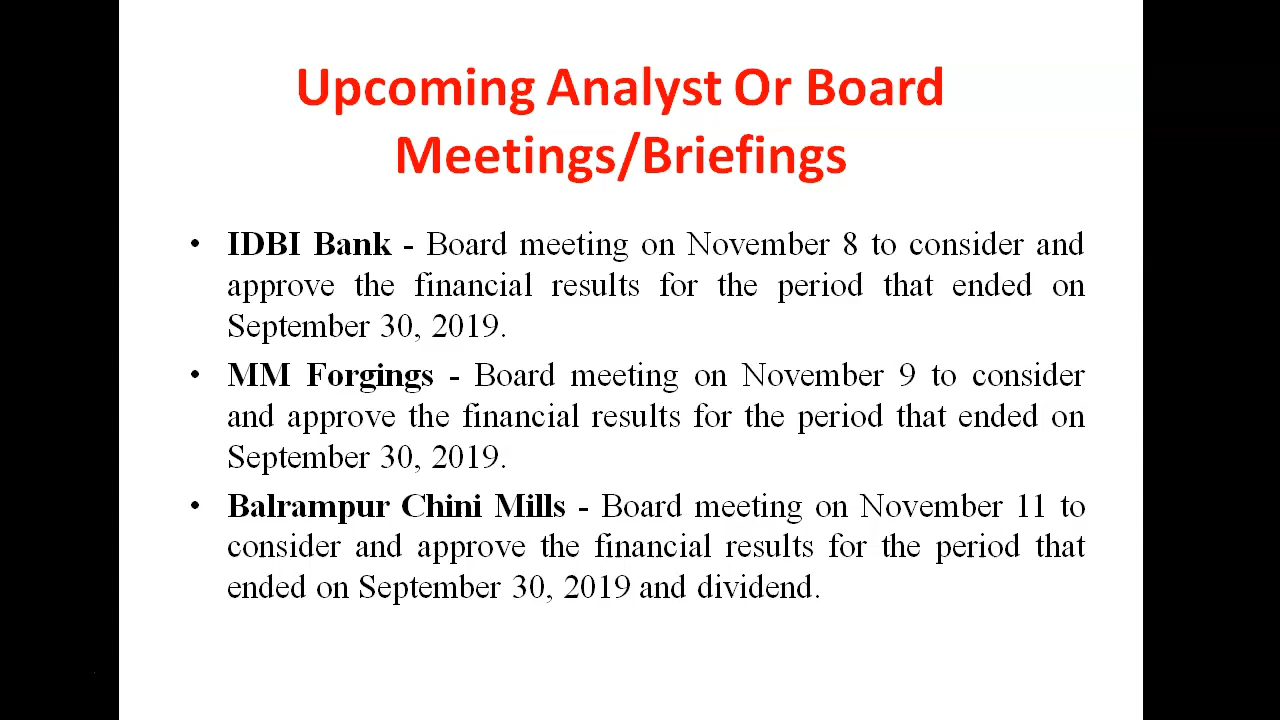 Upcoming Analyst Or Board
Meetings/Briefings
• IDBI Bank - Board meeting on November 8 to consider and
approve the financial results for the period that ended on
September 30, 2019.
• MM Forgings - Board meeting on November 9 to consider
and approve the financial results for the period that ended on
September 30, 2019.
• Balrampur Chini Mills - Board meeting on November 11 to
consider and approve the financial results for the period that
ended on September 30, 2019 and dividend.